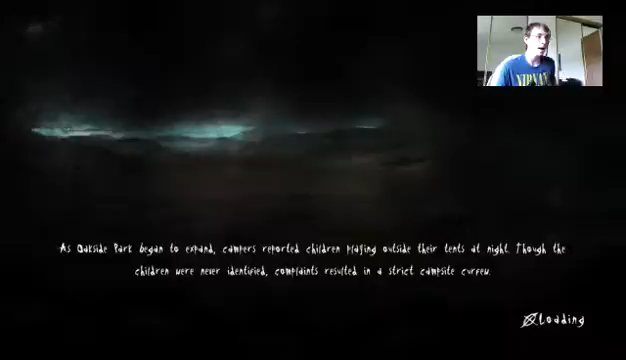 NIRVANA
As Oakside Park began to expand, campers reported children playing outside their tents at night. Though the
children were never identified, complaints resulted in a strict campsite curfew.
Loading